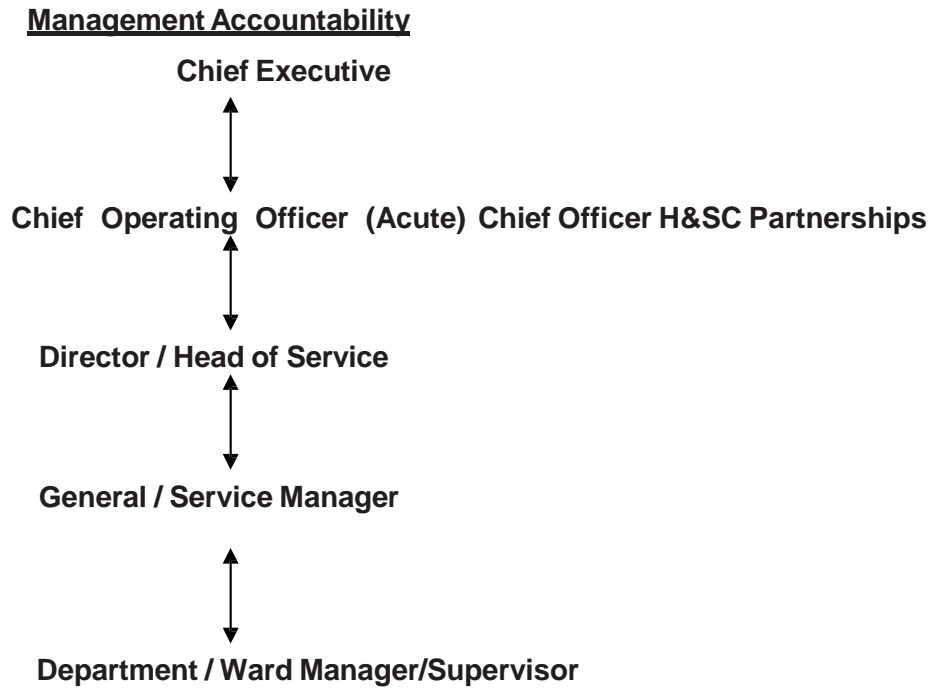 Management Accountability
Chief Executive
Chief Operating Officer (Acute) Chief Officer H&SC Partnerships
Director / Head of Service
General / Service Manager
Department / Ward Manager/Supervisor